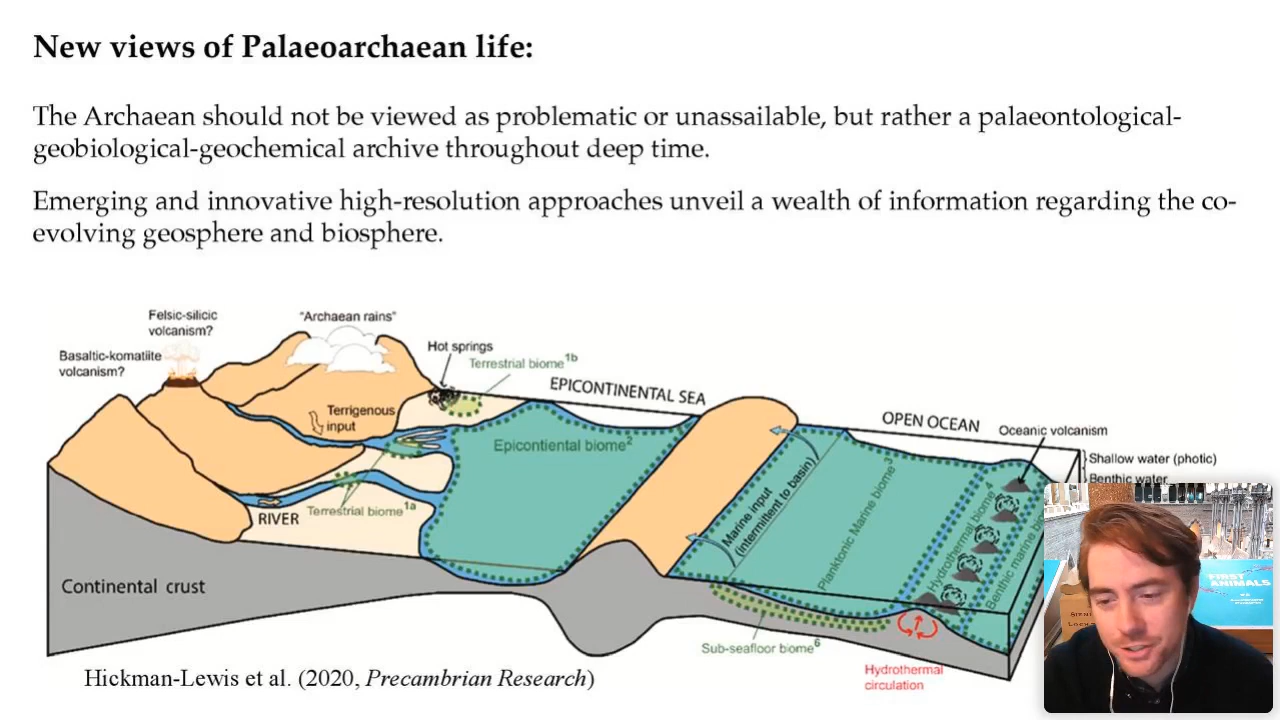 New views of Palaeoarchaean life:
The Archaean should not be viewed as problematic or unassailable, but rather a palaeontological-
geobiological-geochemical archive throughout deep time.
Emerging and innovative high-resolution approaches unveil a wealth of information regarding the co-
evolving geosphere and biosphere.
Felsic-silicic
volcanism?
"Archaean rains"
Basaltic-komatiite
volcanism?
Hot springs
Terrestrial biome1b
EPICONTINENTAL SEA
Terrigenous
input
OPEN OCEAN
Oceanic volcanism
Epicontiental biome2
Shallow water (photic)
Benthic water
RIVER
Terrestrial biome1a
Marine input
(intermittent to basin)
Planktonic Marine biome3
Hydrothermal biome4
Benthic marine
Continental crust
Sub-seafloor biome6
Hydrothermal
circulation
Hickman-Lewis et al. (2020, Precambrian Research)
FIRST
ANIMALS